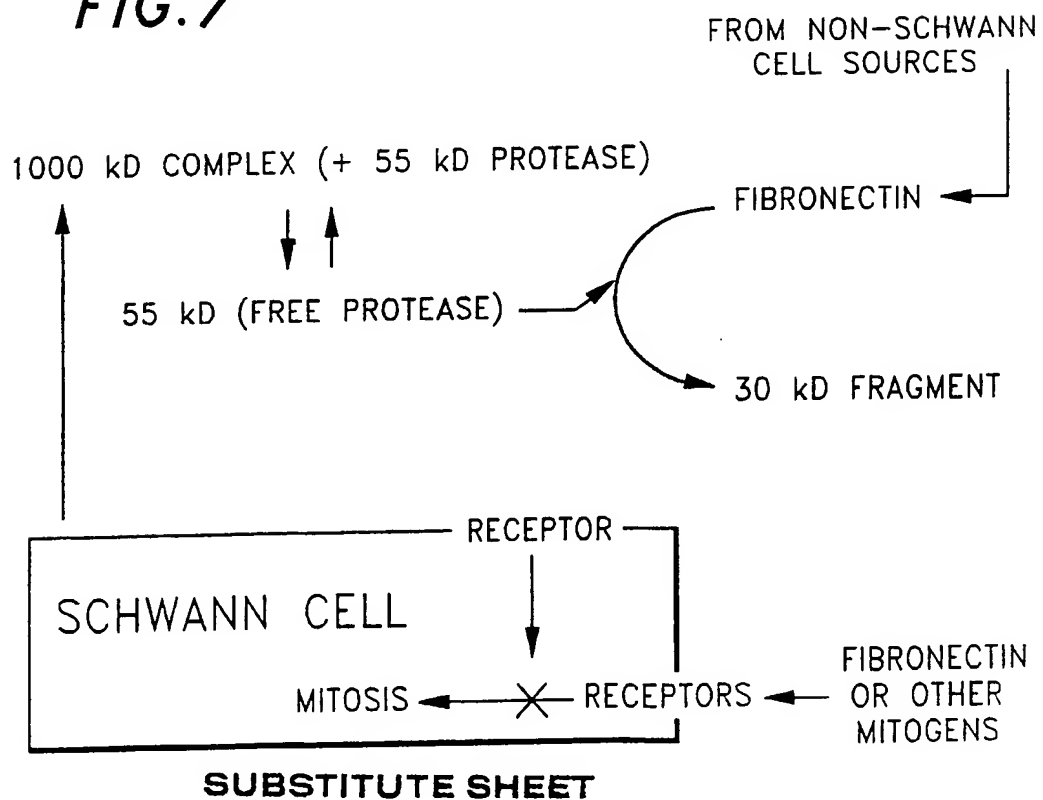 FIG. 7
FROM NON-SCHWANN
CELL SOURCES
1000 kD COMPLEX (+ 55 kD PROTEASE)
FIBRONECTIN
55 kD (FREE PROTEASE)
30 kD FRAGMENT
RECEPTOR
SCHWANN CELL
MITOSIS
RECEPTORS
FIBRONECTIN
OR OTHER
MITOGENS
SUBSTITUTE SHEET